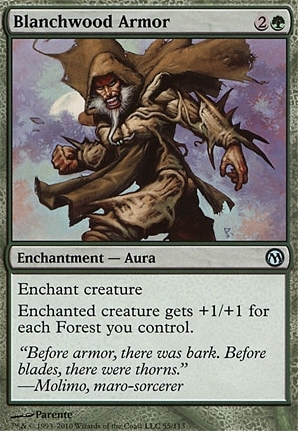 Blanchwood Armor 2
Enchantment — Aura
Enchant creature
Enchanted creature gets +1/+1 for
each Forest you control.
“Before armor, there was bark. Before
blades, there were thorns.”
—Molimo, maro-sorcerer
Parente
™ & © 1993–2010 Wizards of the Coast LLC 55/113